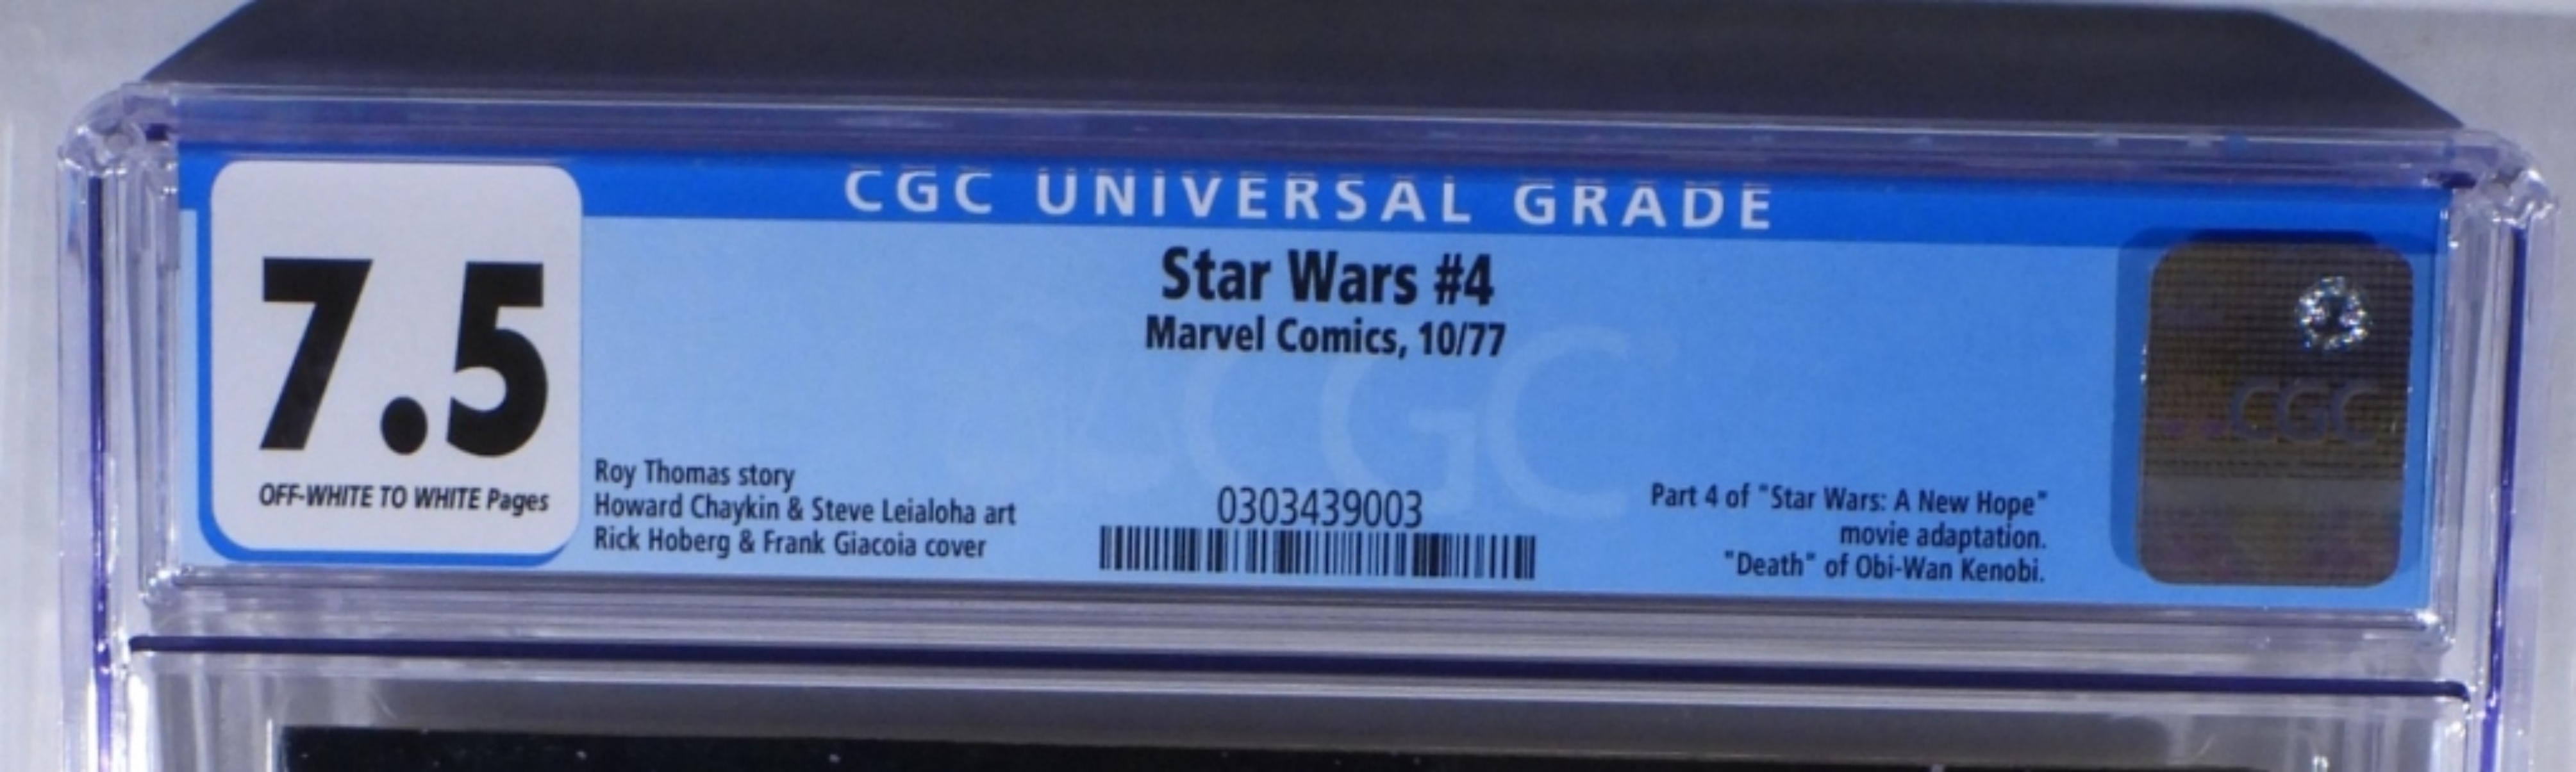 CGC UNIVERSAL GRADE
7.5
OFF-WHITE TO WHITE Pages
Star Wars #4
Marvel Comics, 10/77
Roy Thomas story
Howard Chaykin & Steve Leialoha art
Rick Hoberg & Frank Giacoia cover
0303439003
Part 4 of "Star Wars: A New Hope"
movie adaptation.
"Death" of Obi-Wan Kenobi.
CGC
CGC